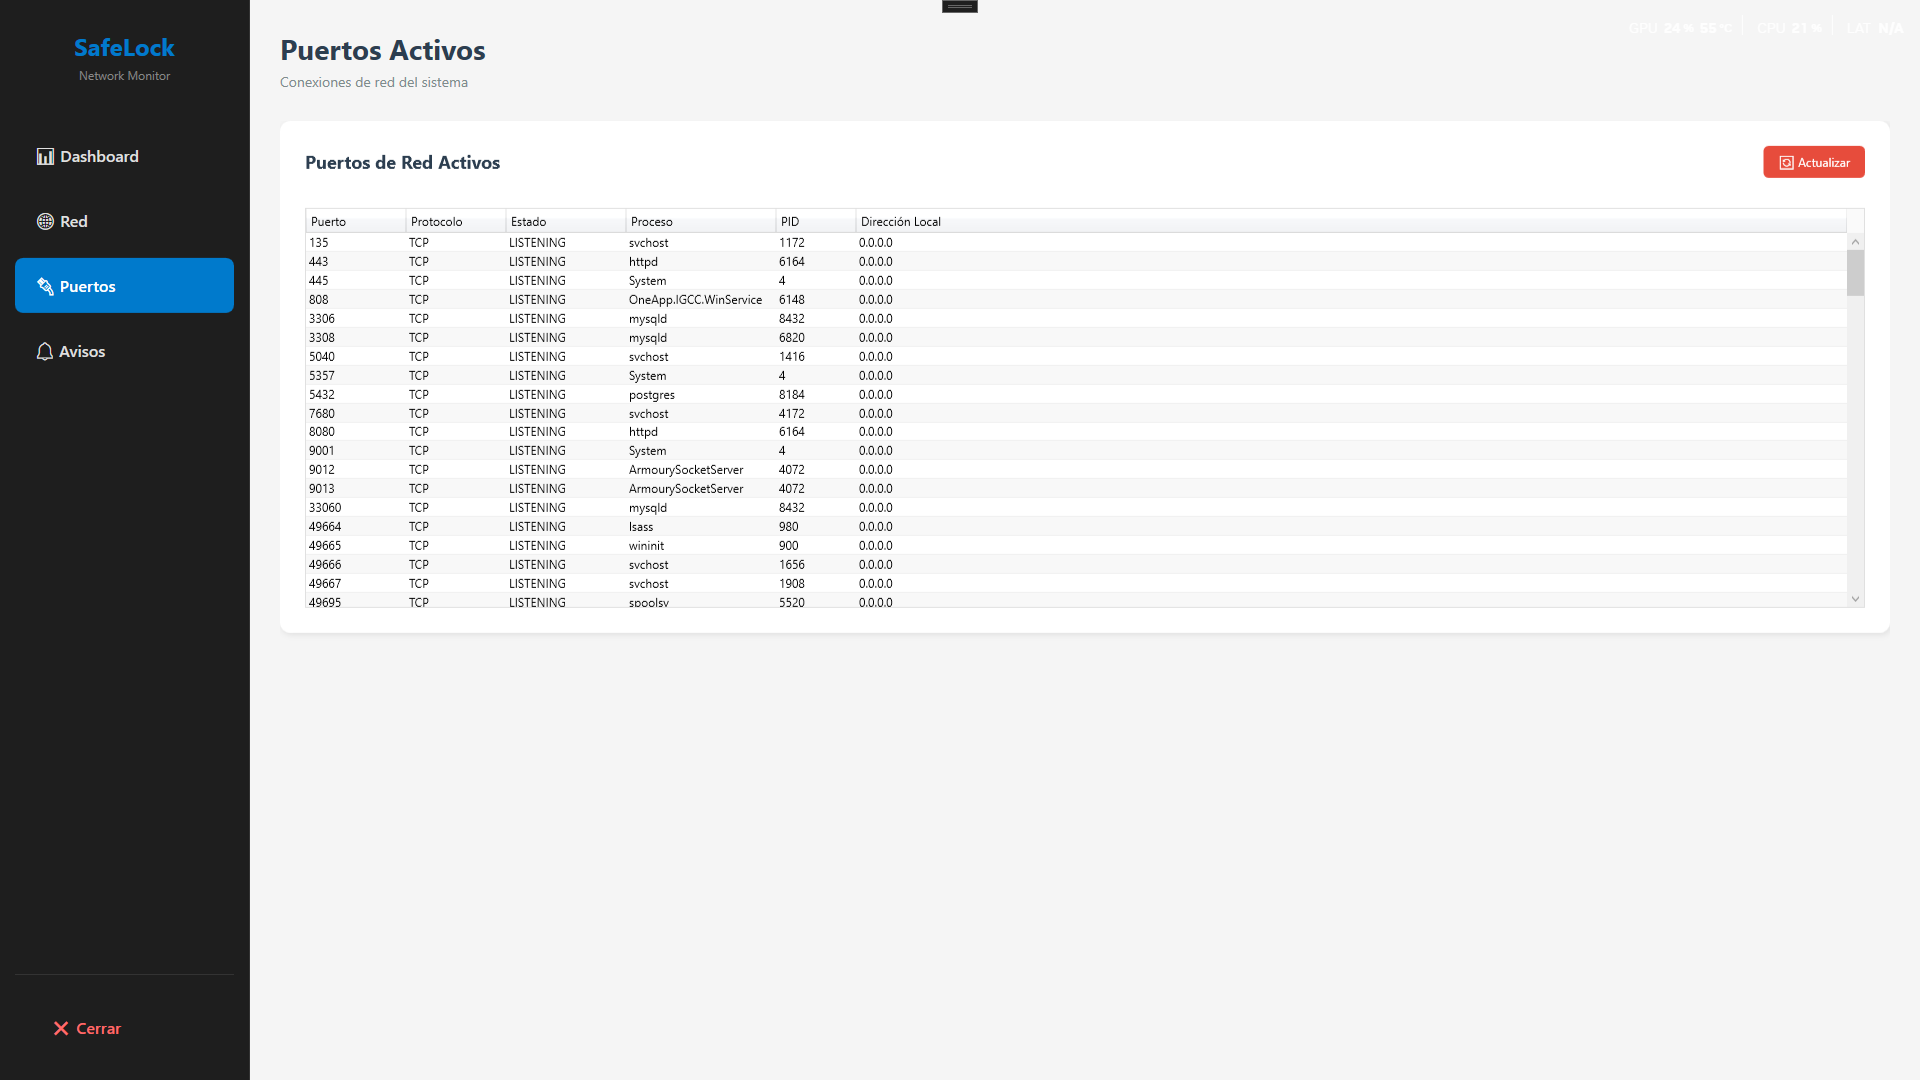 SafeLock
Network Monitor
Dashboard
Red
Puertos
Avisos
Cerrar
GPU 24 % 55 °C CPU 21 % LAT N/A
Puertos Activos
Conexiones de red del sistema
Puertos de Red Activos
Actualizar
Puerto Protocolo Estado Proceso PID Dirección Local
135 TCP LISTENING svchost 1172 0.0.0.0
443 TCP LISTENING httpd 6164 0.0.0.0
445 TCP LISTENING System 4 0.0.0.0
808 TCP LISTENING OneApp.IGCC.WinService 6148 0.0.0.0
3306 TCP LISTENING mysqld 8432 0.0.0.0
3308 TCP LISTENING mysqld 6820 0.0.0.0
5040 TCP LISTENING svchost 1416 0.0.0.0
5357 TCP LISTENING System 4 0.0.0.0
5432 TCP LISTENING postgres 8184 0.0.0.0
7680 TCP LISTENING svchost 4172 0.0.0.0
8080 TCP LISTENING httpd 6164 0.0.0.0
9001 TCP LISTENING System 4 0.0.0.0
9012 TCP LISTENING ArmourySocketServer 4072 0.0.0.0
9013 TCP LISTENING ArmourySocketServer 4072 0.0.0.0
33060 TCP LISTENING mysqld 8432 0.0.0.0
49664 TCP LISTENING lsass 980 0.0.0.0
49665 TCP LISTENING wininit 900 0.0.0.0
49666 TCP LISTENING svchost 1656 0.0.0.0
49667 TCP LISTENING svchost 1908 0.0.0.0
49695 TCP LISTENING spoolsv 5520 0.0.0.0